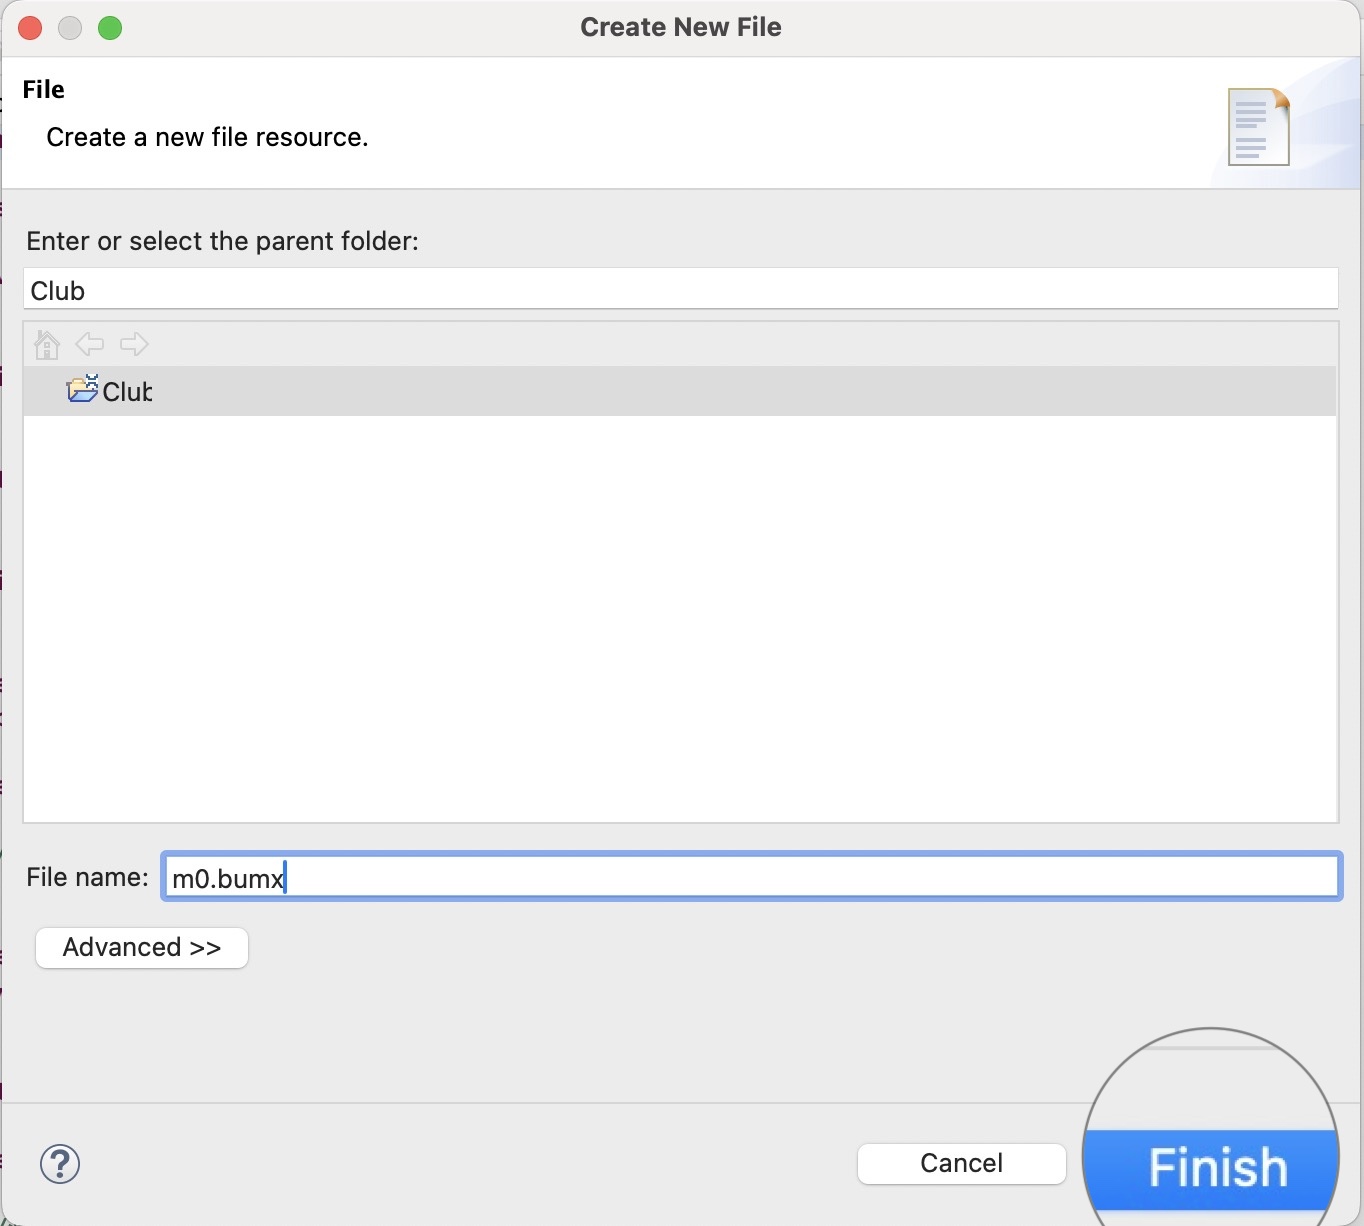 Create New File
File
Create a new file resource.
Enter or select the parent folder:
Club
Club
File name: m0.bumx
Advanced >>
? Cancel Finish